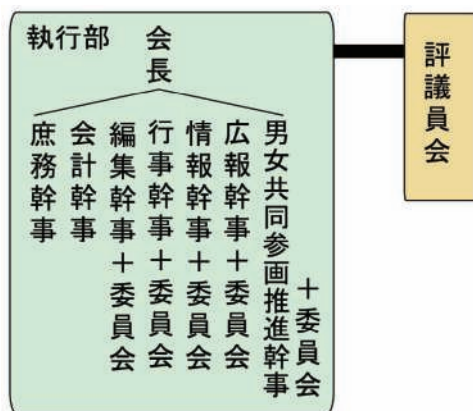 執行部
会長
庶務幹事
会計幹事
編集幹事＋委員会
行事幹事＋委員会
情報幹事＋委員会
広報幹事＋委員会
男女共同参画推進幹事
＋委員会
評議員会